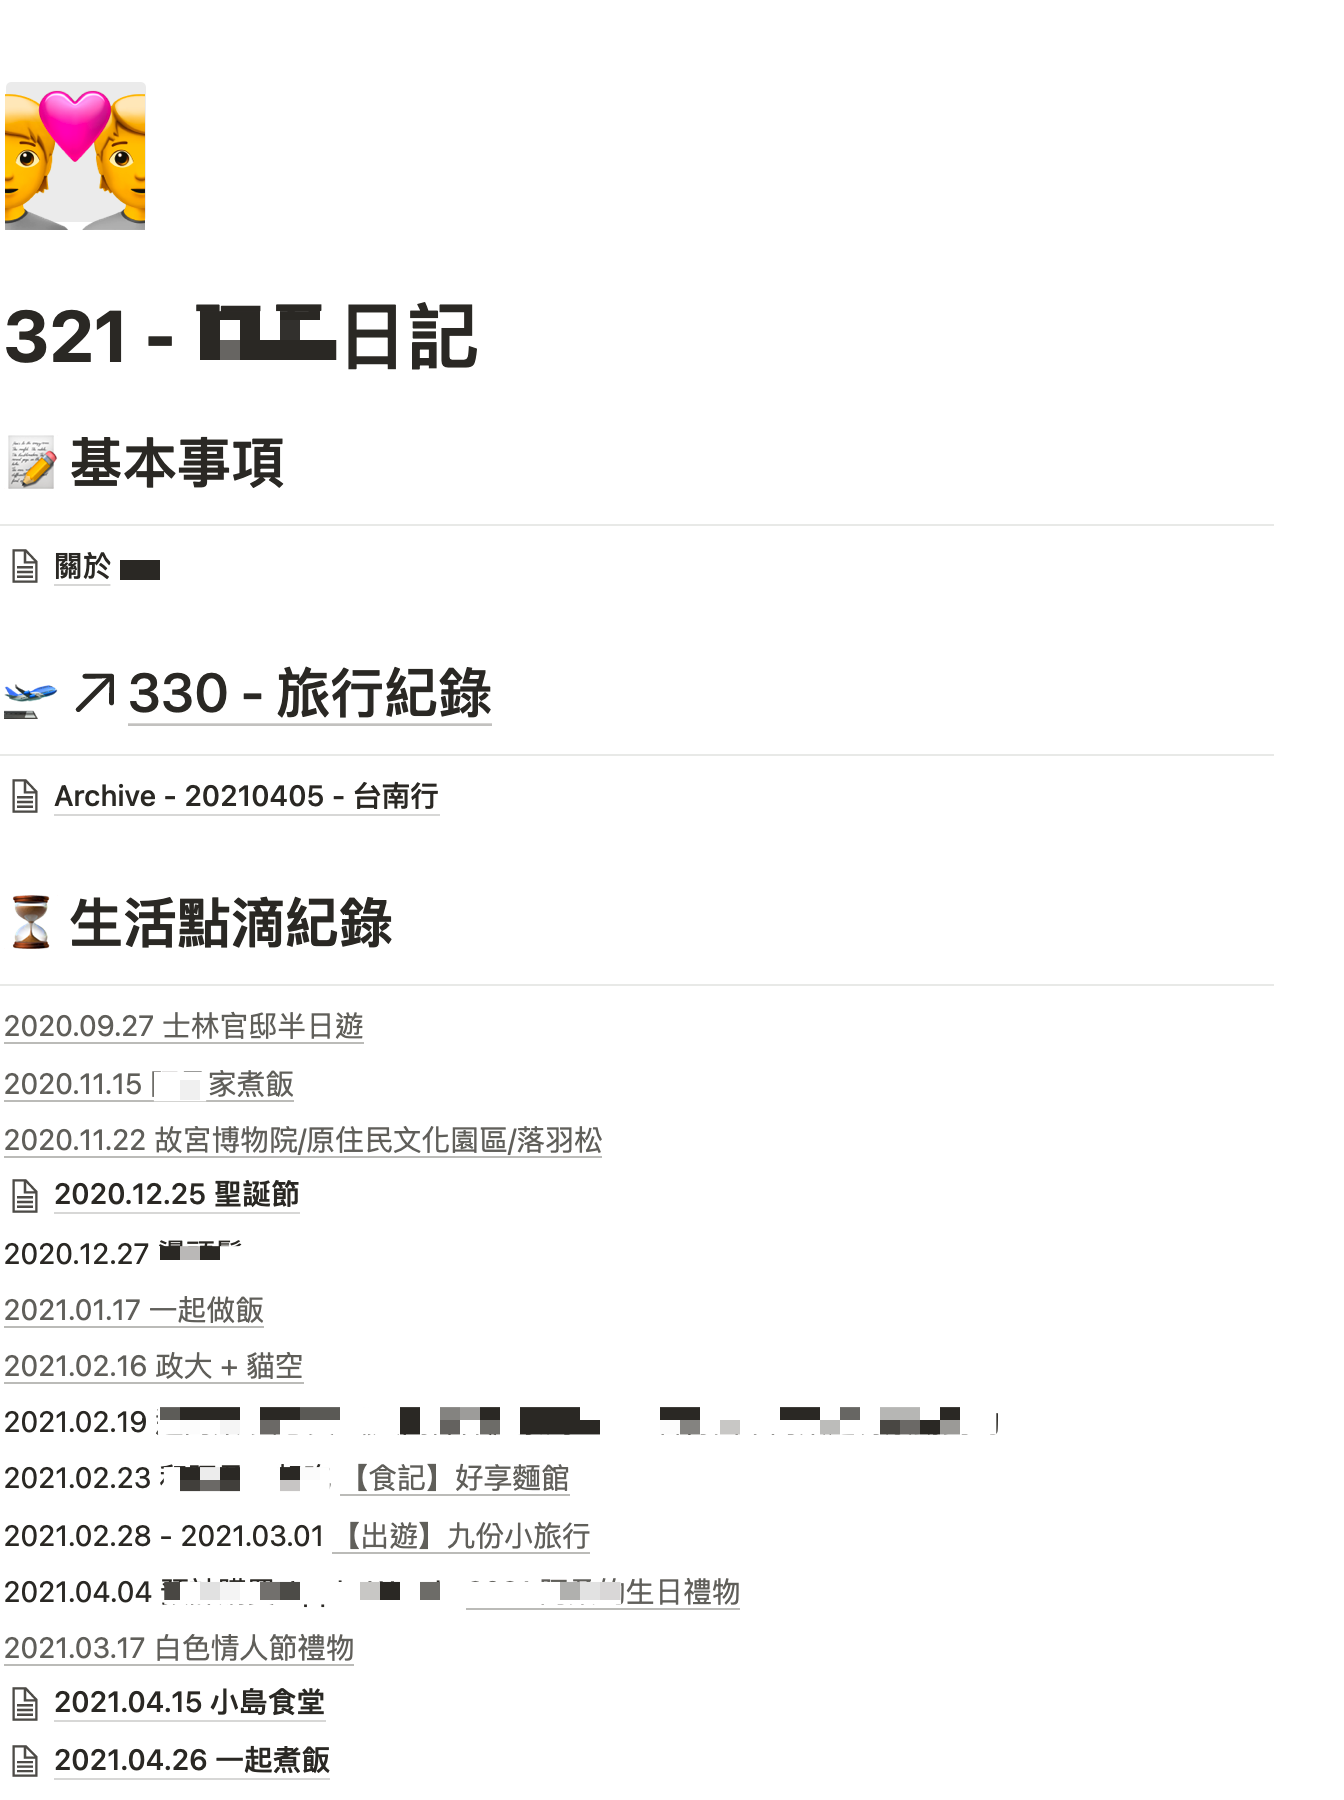 321 - 日記
基本事項
關於
330 - 旅行紀錄
Archive - 20210405 - 台南行
生活點滴紀錄
2020.09.27 士林官邸半日遊
2020.11.15 家煮飯
2020.11.22 故宮博物院/原住民文化園區/落羽松
2020.12.25 聖誕節
2020.12.27
2021.01.17 一起做飯
2021.02.16 政大 + 貓空
2021.02.19
2021.02.23 【食記】好享麵館
2021.02.28 - 2021.03.01 【出遊】九份小旅行
2021.04.04 生日禮物
2021.03.17 白色情人節禮物
2021.04.15 小島食堂
2021.04.26 一起煮飯